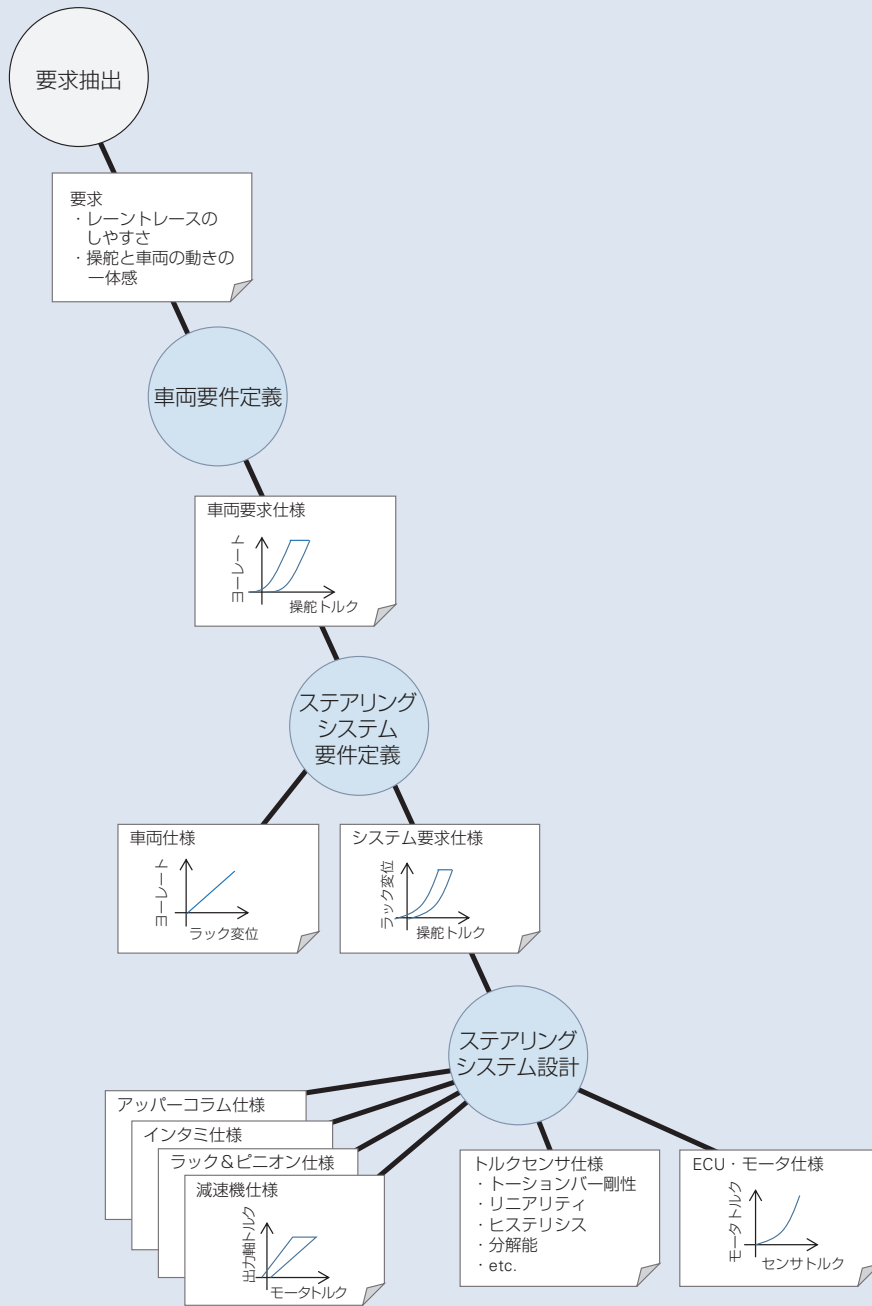 要求抽出
要求
・レーントレースの
しやすさ
・操舵と車両の動きの
一体感
車両要件定義
車両要求仕様
ヨーレート
操舵トルク
ステアリング
システム
要件定義
車両仕様
ヨーレート
ラック変位
システム要求仕様
ラック変位
操舵トルク
ステアリング
システム設計
アッパーコラム仕様
インタミ仕様
ラック＆ピニオン仕様
減速機仕様
出力軸トルク
モータトルク
トルクセンサ仕様
・トーションバー剛性
・リニアリティ
・ヒステリシス
・分解能
・etc.
ECU・モータ仕様
モータトルク
センサトルク